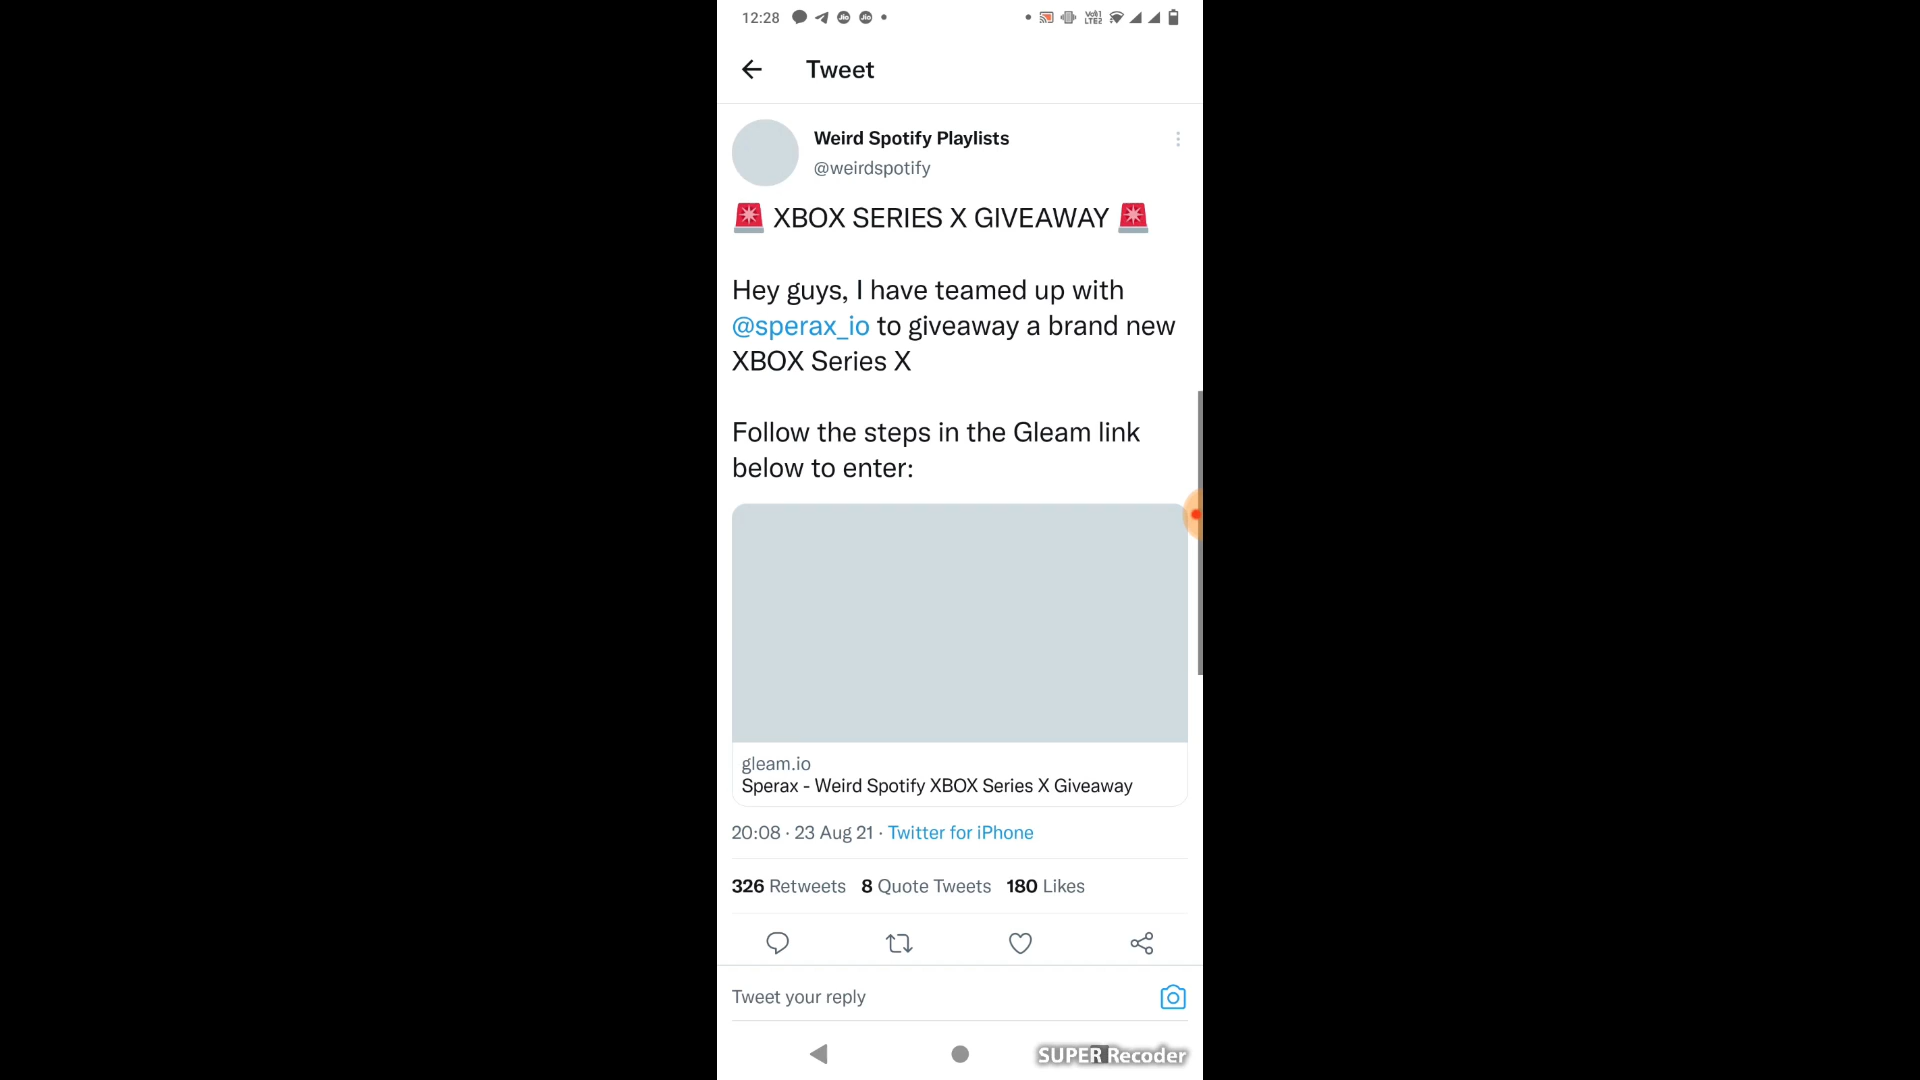 12:28
Tweet
Weird Spotify Playlists
@weirdspotify
🚨 XBOX SERIES X GIVEAWAY 🚨
Hey guys, I have teamed up with
@sperax_io to giveaway a brand new
XBOX Series X
Follow the steps in the Gleam link
below to enter:
gleam.io
Sperax - Weird Spotify XBOX Series X Giveaway
20:08 · 23 Aug 21 · Twitter for iPhone
326 Retweets 8 Quote Tweets 180 Likes
Tweet your reply
SUPER Recoder